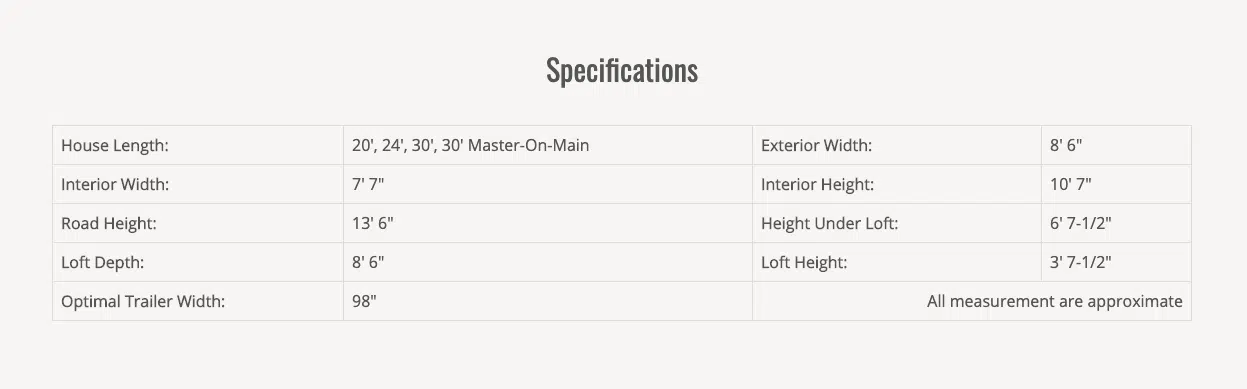 Specifications
House Length: 20', 24', 30', 30' Master-On-Main Exterior Width: 8' 6"
Interior Width: 7' 7" Interior Height: 10' 7"
Road Height: 13' 6" Height Under Loft: 6' 7-1/2"
Loft Depth: 8' 6" Loft Height: 3' 7-1/2"
Optimal Trailer Width: 98" All measurement are approximate